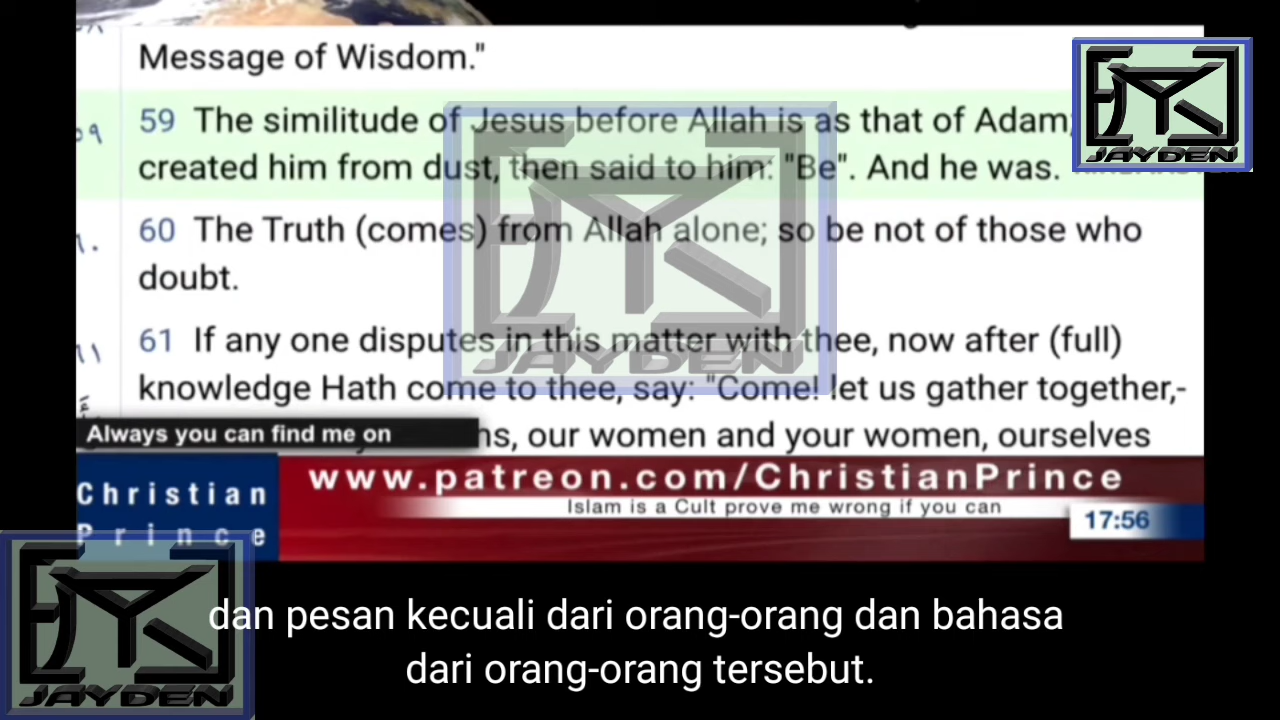 Message of Wisdom."
59 The similitude of Jesus before Allah is as that of Adam;
created him from dust, then said to him: "Be". And he was.
60 The Truth (comes) from Allah alone; so be not of those who
doubt.
61 If any one disputes in this matter with thee, now after (full)
knowledge Hath come to thee, say: "Come! let us gather together,-
our women and your women, ourselves
Always you can find me on
www.patreon.com/ChristianPrince
Islam is a Cult prove me wrong if you can
Christian
Prince
17:56
dan pesan kecuali dari orang-orang dan bahasa
dari orang-orang tersebut.
JAYDEN
JAYDEN
JAYDEN